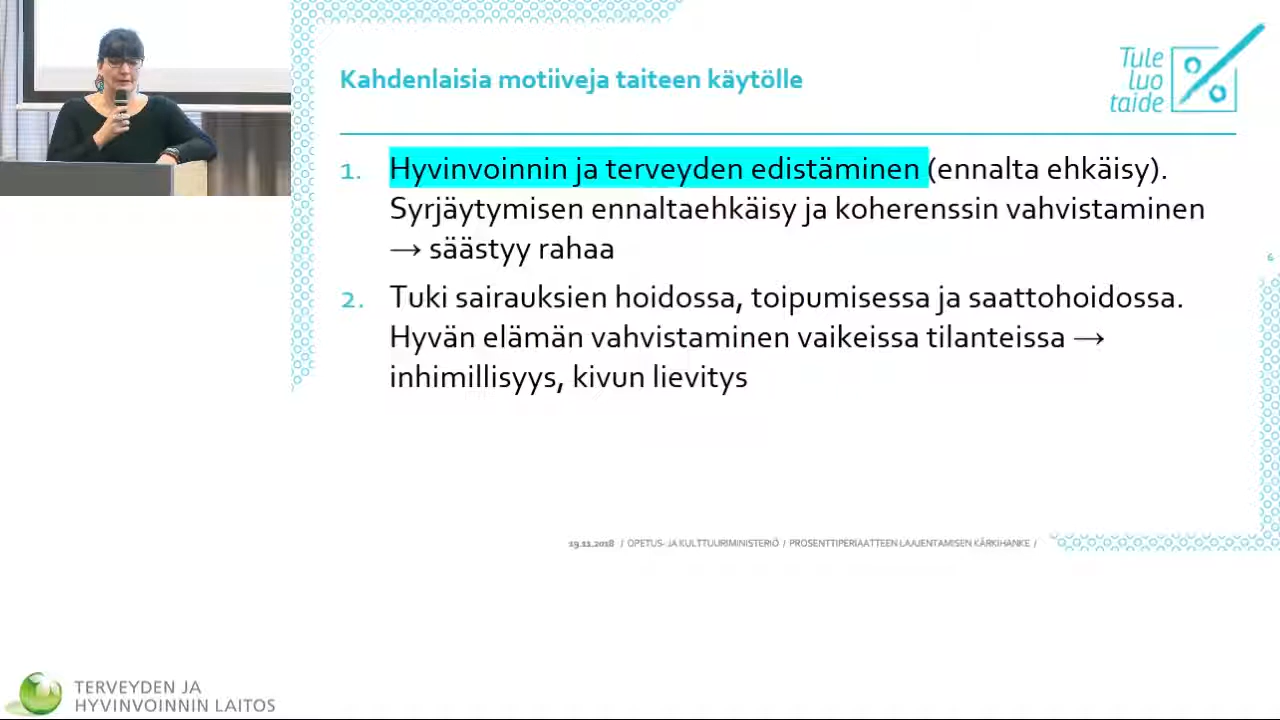 Kahdenlaisia motiiveja taiteen käytölle
Tule
luo
taide
1. Hyvinvoinnin ja terveyden edistäminen (ennalta ehkäisy).
Syrjäytymisen ennaltaehkäisy ja koherenssin vahvistaminen
→ säästyy rahaa
2. Tuki sairauksien hoidossa, toipumisessa ja saattohoidossa.
Hyvän elämän vahvistaminen vaikeissa tilanteissa →
inhimillisyys, kivun lievitys
6
19.11.2018 / OPETUS- JA KULTTUURIMINISTERIÖ / PROSENTTIPERIAATTEEN LAAJENTAMISEN KÄRKIHANKE /
TERVEYDEN JA
HYVINVOINNIN LAITOS